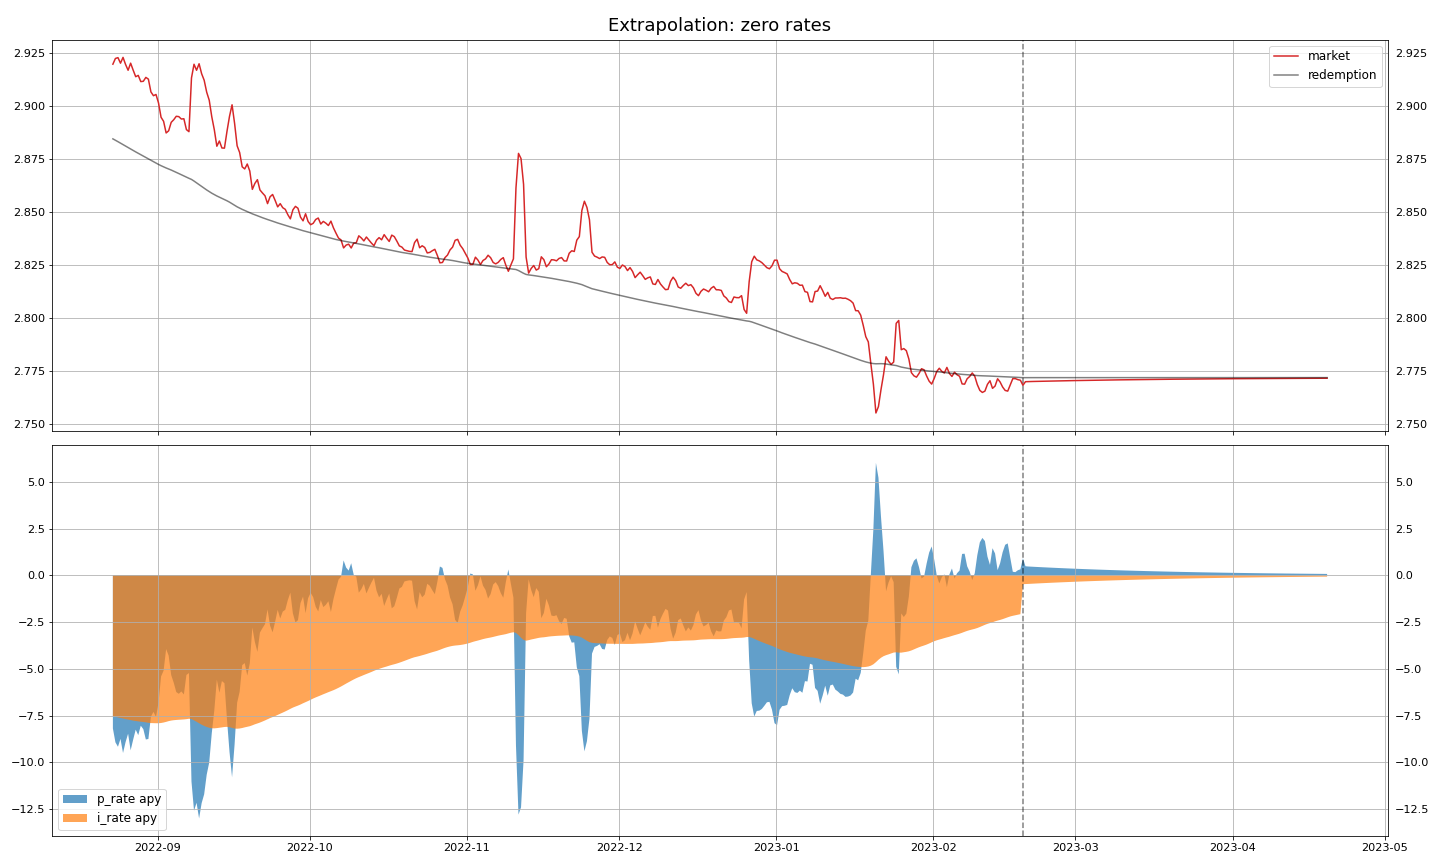 Extrapolation: zero rates
market
redemption
2.925 2.925
2.900 2.900
2.875 2.875
2.850 2.850
2.825 2.825
2.800 2.800
2.775 2.775
2.750 2.750
5.0 5.0
2.5 2.5
0.0 0.0
−2.5 −2.5
−5.0 −5.0
−7.5 −7.5
−10.0 −10.0
−12.5 −12.5
p_rate apy
i_rate apy
2022-09 2022-10 2022-11 2022-12 2023-01 2023-02 2023-03 2023-04 2023-05